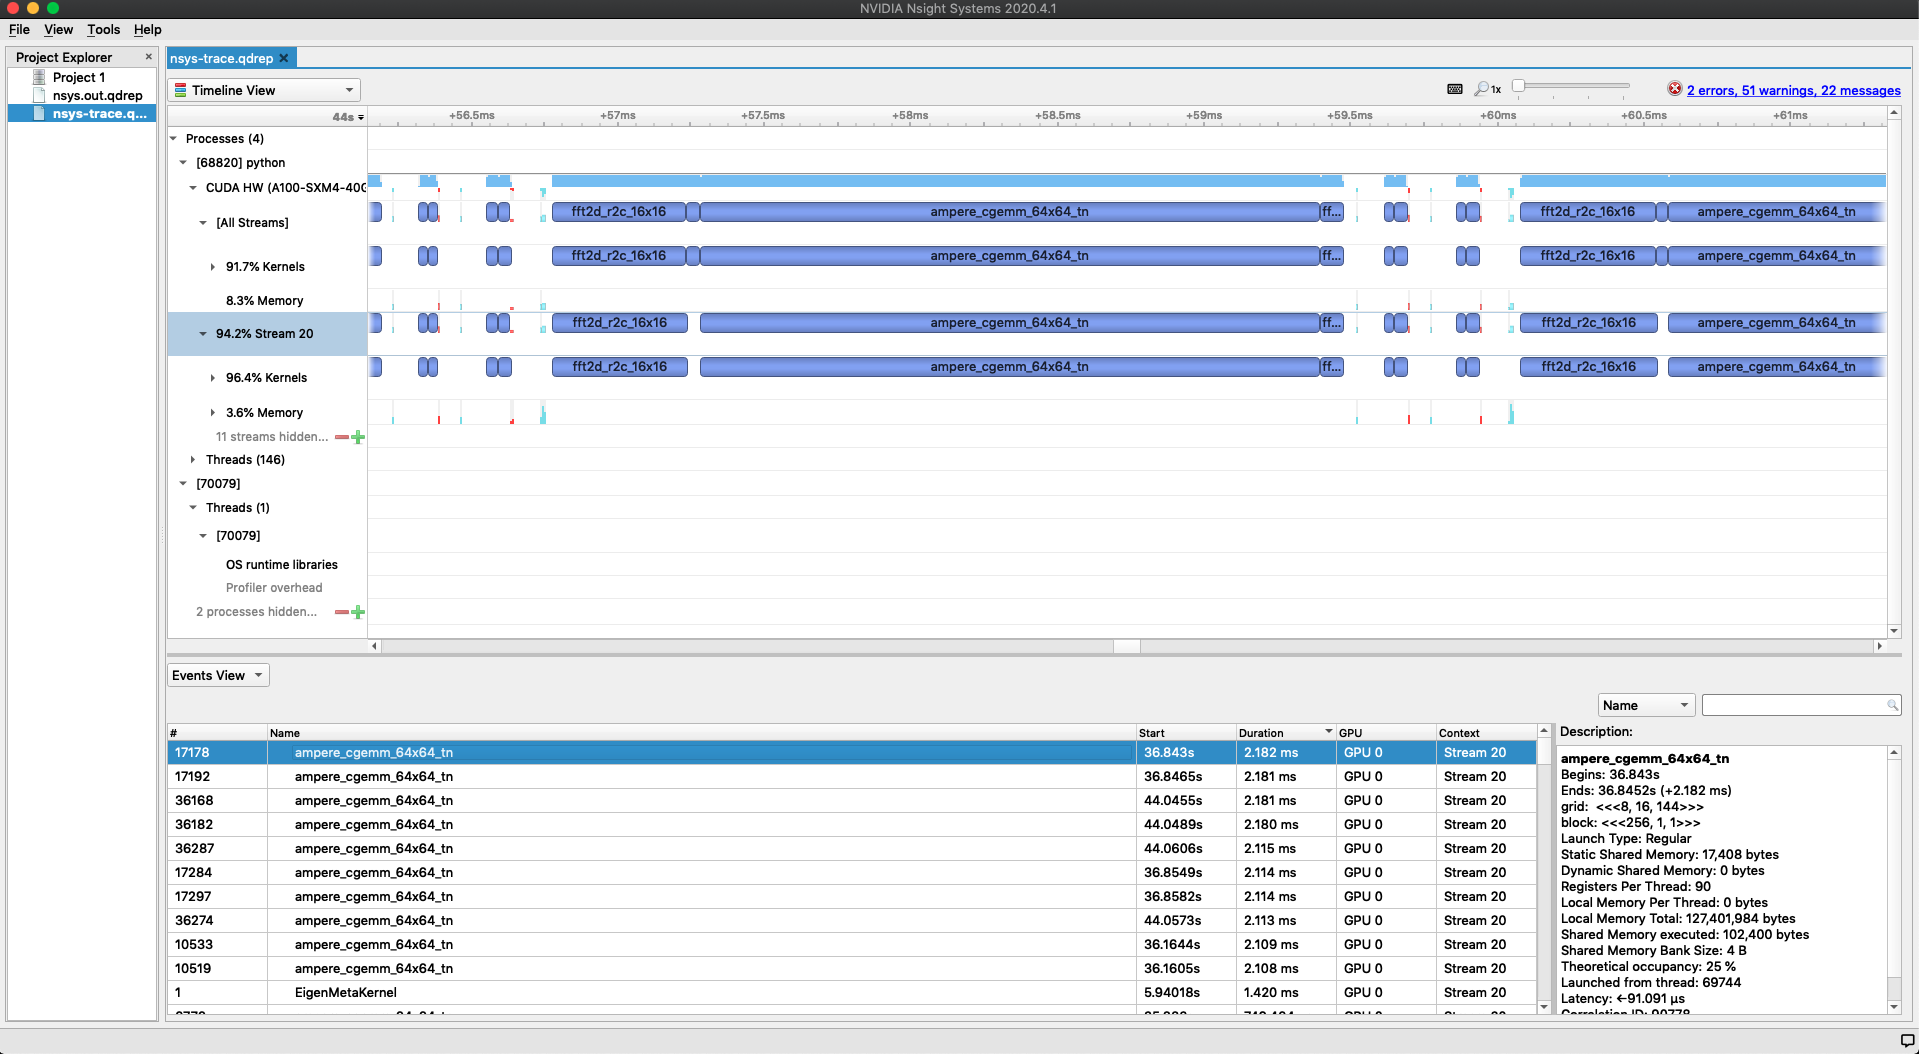 NVIDIA Nsight Systems 2020.4.1
File View Tools Help
Project Explorer ×
Project 1
nsys.out.qdrep
nsys-trace.q...
nsys-trace.qdrep
Timeline View
1x
2 errors, 51 warnings, 22 messages
44s
+56.5ms +57ms +57.5ms +58ms +58.5ms +59ms +59.5ms +60ms +60.5ms +61ms
Processes (4)
[68820] python
CUDA HW (A100-SXM4-40G
[All Streams]
fft2d_r2c_16x16 ampere_cgemm_64x64_tn ff... fft2d_r2c_16x16 ampere_cgemm_64x64_tn
91.7% Kernels
fft2d_r2c_16x16 ampere_cgemm_64x64_tn ff... fft2d_r2c_16x16 ampere_cgemm_64x64_tn
8.3% Memory
94.2% Stream 20
fft2d_r2c_16x16 ampere_cgemm_64x64_tn ff... fft2d_r2c_16x16 ampere_cgemm_64x64_tn
96.4% Kernels
fft2d_r2c_16x16 ampere_cgemm_64x64_tn ff... fft2d_r2c_16x16 ampere_cgemm_64x64_tn
3.6% Memory
11 streams hidden...
Threads (146)
[70079]
Threads (1)
[70079]
OS runtime libraries
Profiler overhead
2 processes hidden...
Events View
Name
# Name Start Duration GPU Context
17178 ampere_cgemm_64x64_tn 36.843s 2.182 ms GPU 0 Stream 20
17192 ampere_cgemm_64x64_tn 36.8465s 2.181 ms GPU 0 Stream 20
36168 ampere_cgemm_64x64_tn 44.0455s 2.181 ms GPU 0 Stream 20
36182 ampere_cgemm_64x64_tn 44.0489s 2.180 ms GPU 0 Stream 20
36287 ampere_cgemm_64x64_tn 44.0606s 2.115 ms GPU 0 Stream 20
17284 ampere_cgemm_64x64_tn 36.8549s 2.114 ms GPU 0 Stream 20
17297 ampere_cgemm_64x64_tn 36.8582s 2.114 ms GPU 0 Stream 20
36274 ampere_cgemm_64x64_tn 44.0573s 2.113 ms GPU 0 Stream 20
10533 ampere_cgemm_64x64_tn 36.1644s 2.109 ms GPU 0 Stream 20
10519 ampere_cgemm_64x64_tn 36.1605s 2.108 ms GPU 0 Stream 20
1 EigenMetaKernel 5.94018s 1.420 ms GPU 0 Stream 20
Description:
ampere_cgemm_64x64_tn
Begins: 36.843s
Ends: 36.8452s (+2.182 ms)
grid: <<<8, 16, 144>>>
block: <<<256, 1, 1>>>
Launch Type: Regular
Static Shared Memory: 17,408 bytes
Dynamic Shared Memory: 0 bytes
Registers Per Thread: 90
Local Memory Per Thread: 0 bytes
Local Memory Total: 127,401,984 bytes
Shared Memory executed: 102,400 bytes
Shared Memory Bank Size: 4 B
Theoretical occupancy: 25 %
Launched from thread: 69744
Latency: ←91.091 μs